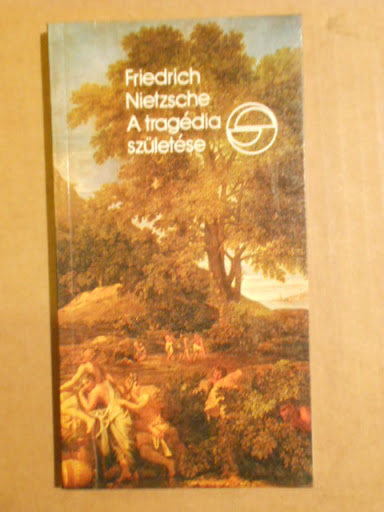 Friedrich
Nietzsche
A tragédia
születése